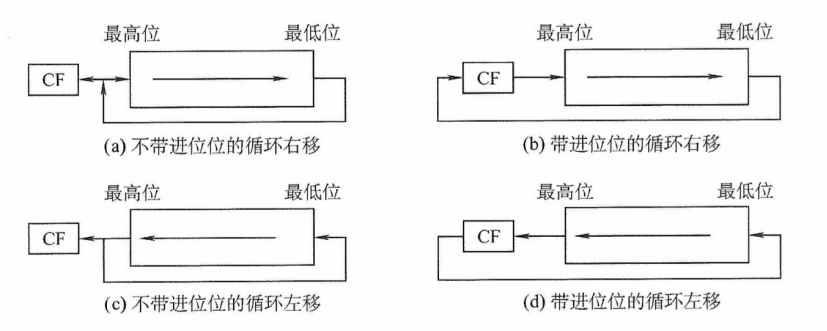 最高位 最低位 最高位 最低位
CF CF
(a) 不带进位位的循环右移 (b) 带进位位的循环右移
最高位 最低位 最高位 最低位
CF CF
(c) 不带进位位的循环左移 (d) 带进位位的循环左移